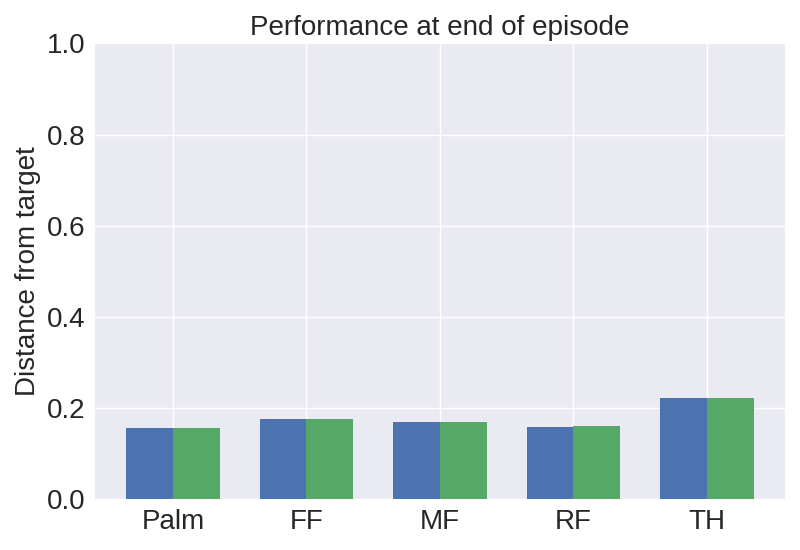 Performance at end of episode
Distance from target
1.0
0.8
0.6
0.4
0.2
0.0
Palm FF MF RF TH